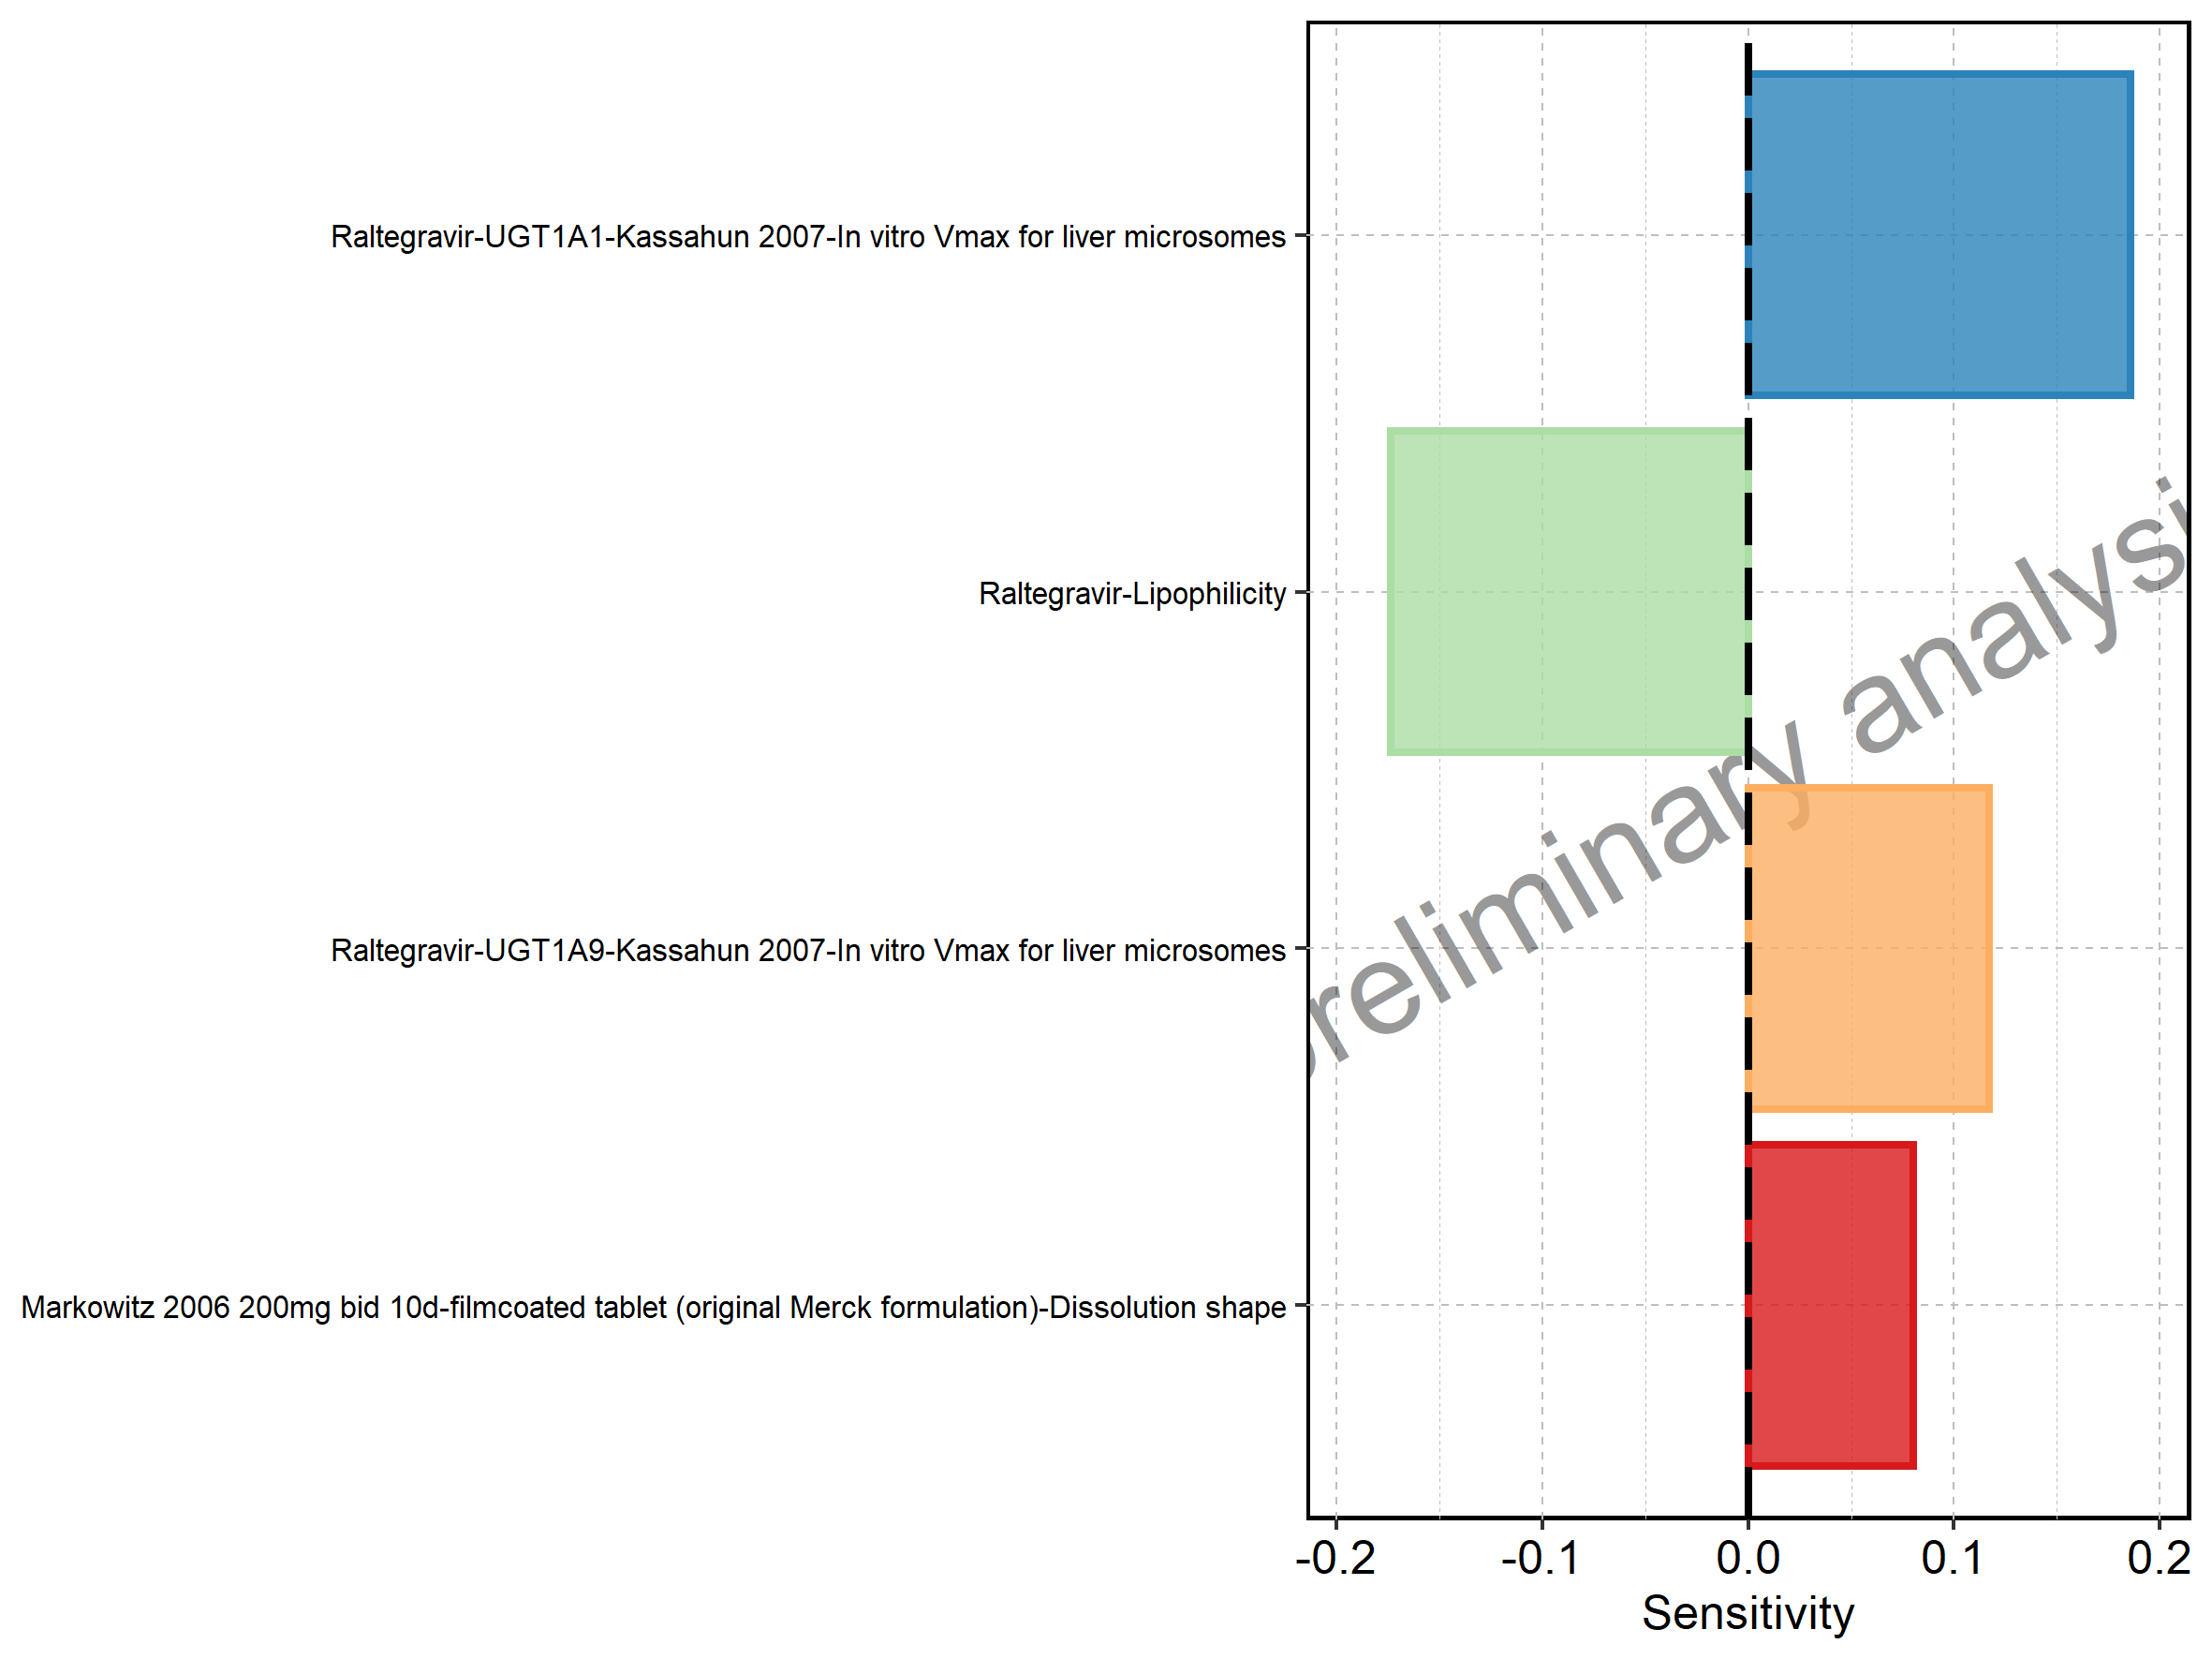 Raltegravir-UGT1A1-Kassahun 2007-In vitro Vmax for liver microsomes
Raltegravir-Lipophilicity
Raltegravir-UGT1A9-Kassahun 2007-In vitro Vmax for liver microsomes
Markowitz 2006 200mg bid 10d-filmcoated tablet (original Merck formulation)-Dissolution shape
preliminary analysi
-0.2 -0.1 0.0 0.1 0.2
Sensitivity